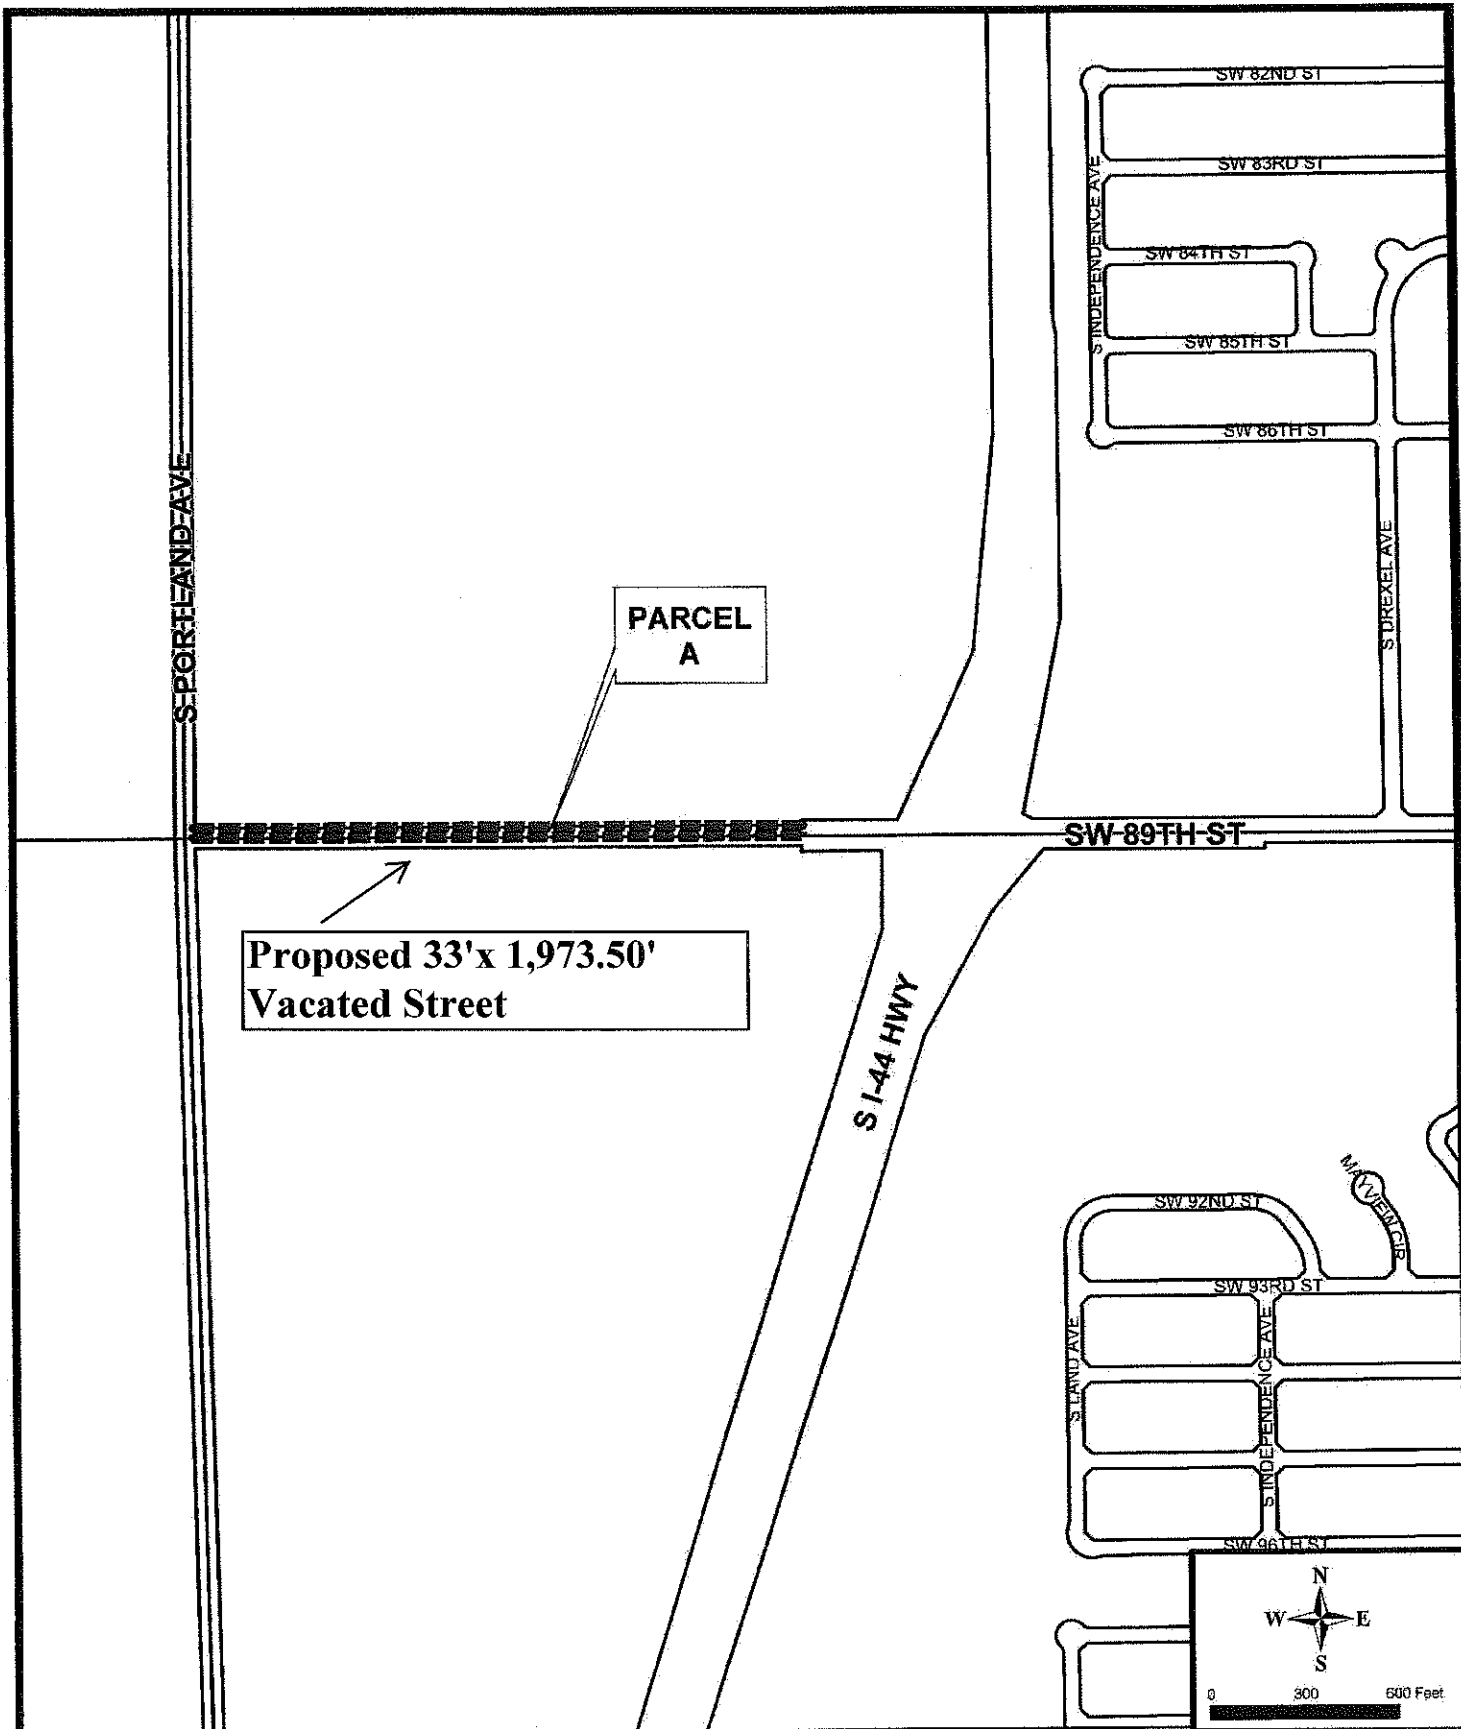 SW 82ND ST
SW 83RD ST
S INDEPENDENCE AVE
SW 84TH ST
SW 85TH ST
SW 86TH ST
S PORTLAND AVE
S DREXEL AVE
PARCEL
A
SW 89TH ST
Proposed 33'x 1,973.50'
Vacated Street
S I-44 HWY
MAYVIEW CIR
SW 92ND ST
SW 93RD ST
S LAND AVE
S INDEPENDENCE AVE
SW 96TH ST
N
W E
S
0 300 600 Feet